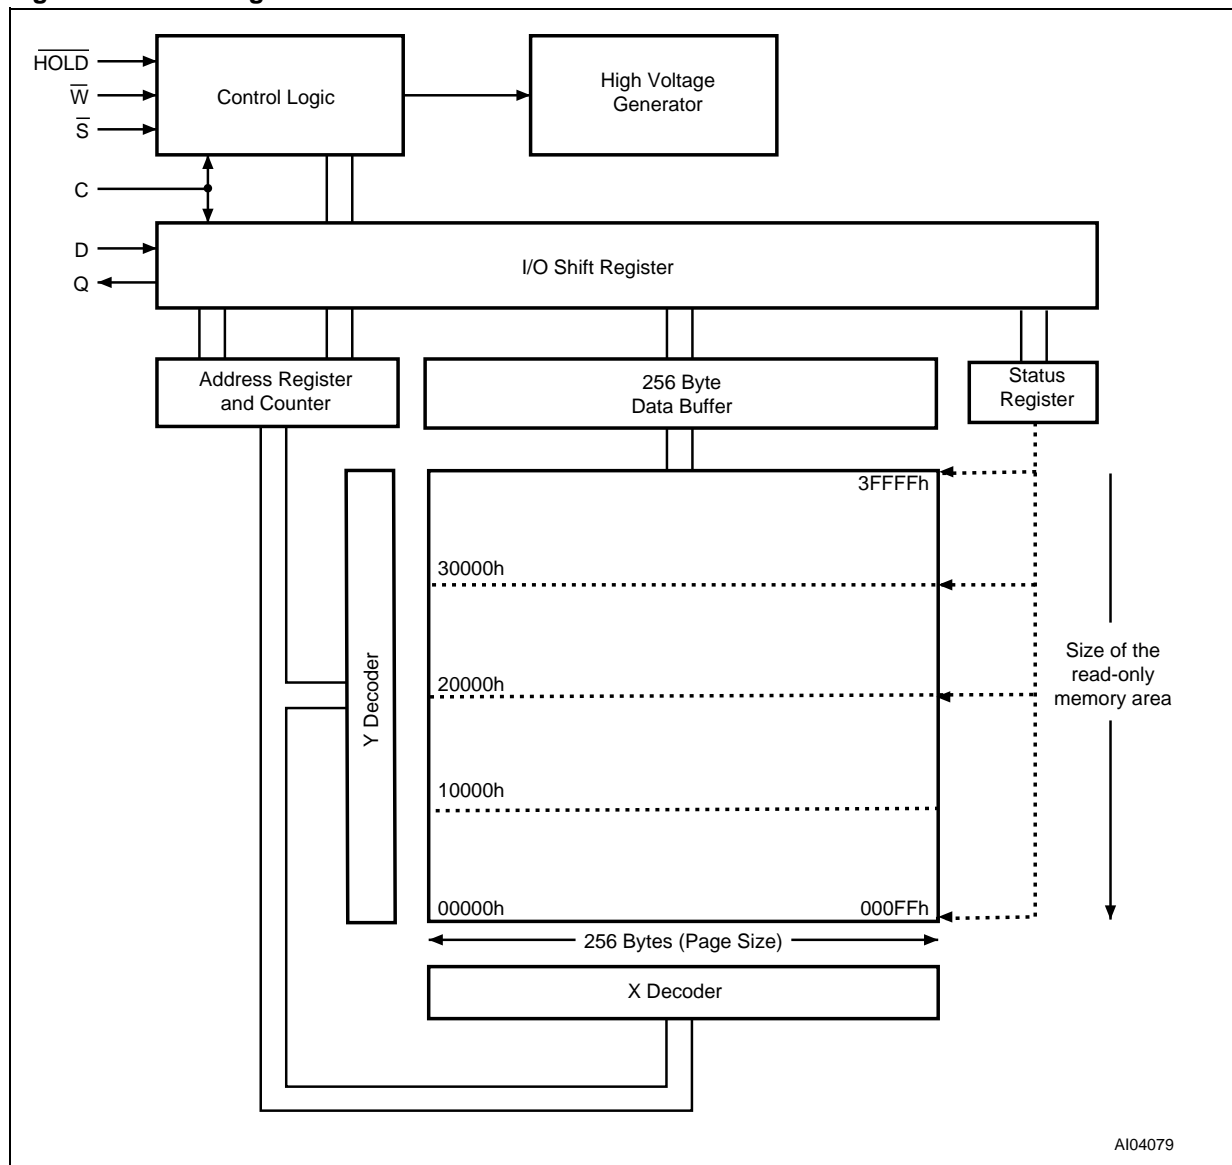 HOLD
W
S
C
D
Q
Control Logic
High Voltage
Generator
I/O Shift Register
Address Register
and Counter
256 Byte
Data Buffer
Status
Register
Y Decoder
3FFFFh
30000h
20000h
10000h
00000h
000FFh
Size of the
read-only
memory area
256 Bytes (Page Size)
X Decoder
AI04079